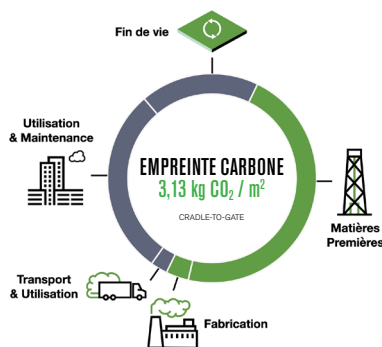 Fin de vie
Utilisation
& Maintenance
EMPREINTE CARBONE
3,13 kg CO₂ / m²
CRADLE-TO-GATE
Matières
Premières
Transport
& Utilisation
Fabrication